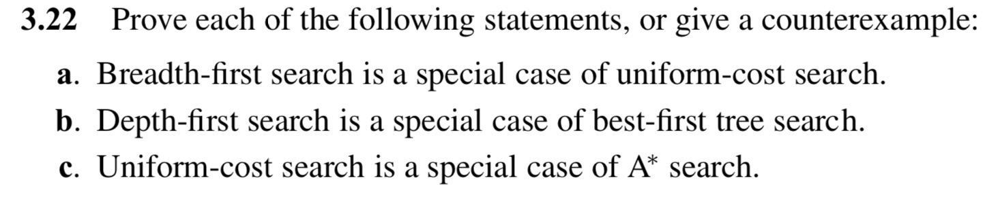 3.22 Prove each of the following statements, or give a counterexample:
a. Breadth-first search is a special case of uniform-cost search.
b. Depth-first search is a special case of best-first tree search.
c. Uniform-cost search is a special case of A* search.